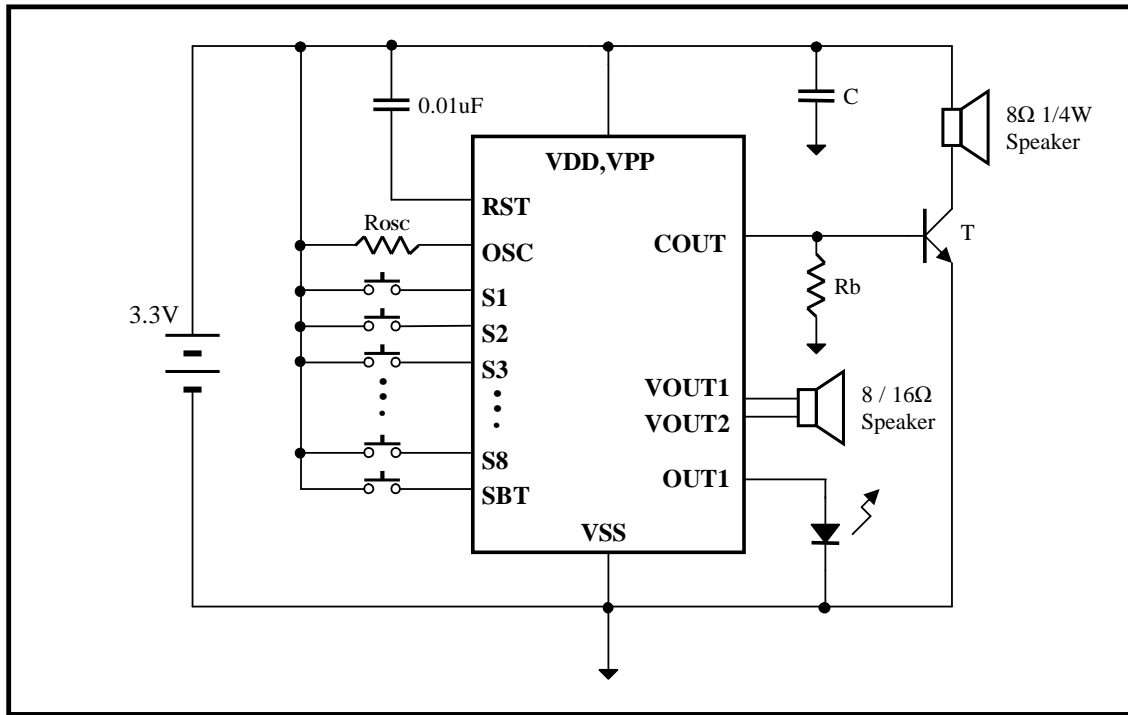 0.01uF
C
8Ω 1/4W
Speaker
VDD,VPP
RST
Rosc
OSC
COUT
T
S1
Rb
3.3V
S2
S3
VOUT1
8 / 16Ω
VOUT2
Speaker
S8
OUT1
SBT
VSS